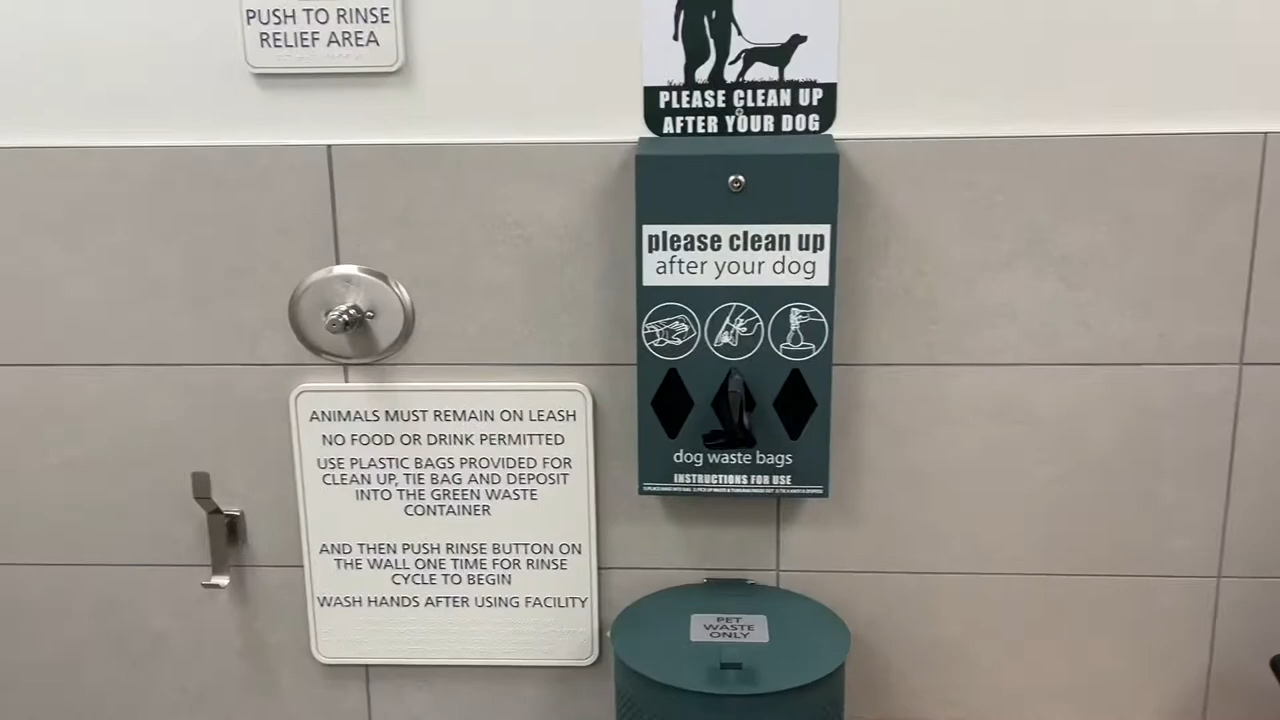 PUSH TO RINSE
RELIEF AREA
PLEASE CLEAN UP
AFTER YOUR DOG
please clean up
after your dog
dog waste bags
INSTRUCTIONS FOR USE
ANIMALS MUST REMAIN ON LEASH
NO FOOD OR DRINK PERMITTED
USE PLASTIC BAGS PROVIDED FOR
CLEAN UP, TIE BAG AND DEPOSIT
INTO THE GREEN WASTE
CONTAINER
AND THEN PUSH RINSE BUTTON ON
THE WALL ONE TIME FOR RINSE
CYCLE TO BEGIN
WASH HANDS AFTER USING FACILITY
PET
WASTE
ONLY